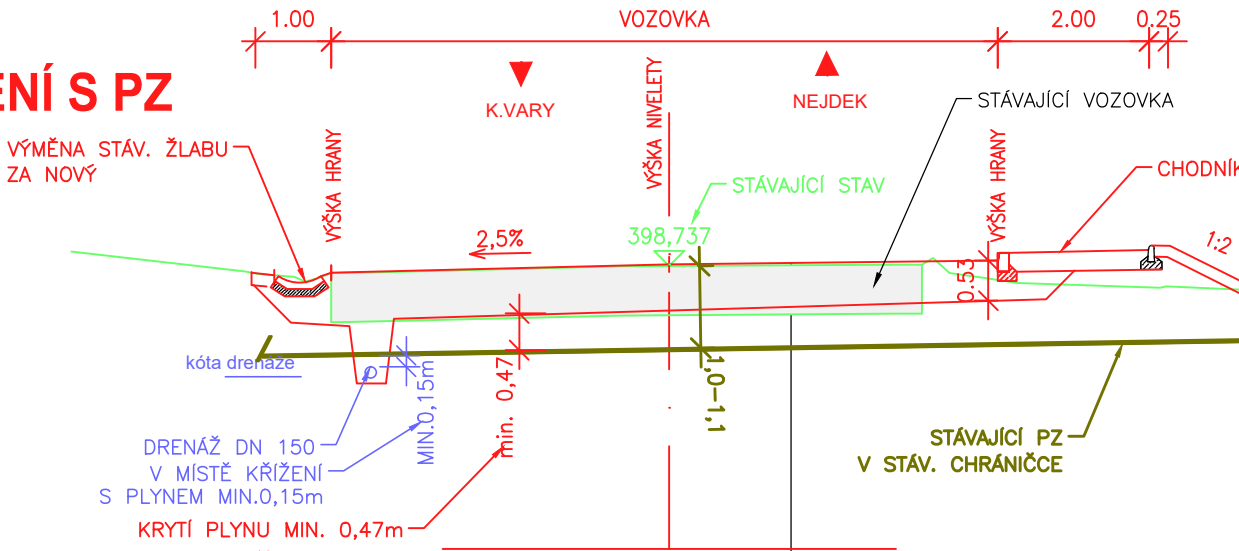 1.00
VOZOVKA
2.00
0.25
ENÍ S PZ
K.VARY
NEJDEK
STÁVAJÍCÍ VOZOVKA
VÝMĚNA STÁV. ŽLABU
ZA NOVÝ
VÝŠKA HRANY
VÝŠKA NIVELETY
VÝŠKA HRANY
CHODNÍK
STÁVAJÍCÍ STAV
2,5%
398,737
1:2
0.53
kóta drenáže
MIN.0,15m
min. 0,47
1,0-1,1
DRENÁŽ DN 150
V MÍSTĚ KŘÍŽENÍ
S PLYNEM MIN.0,15m
KRYTÍ PLYNU MIN. 0,47m
STÁVAJÍCÍ PZ
V STÁV. CHRÁNIČCE